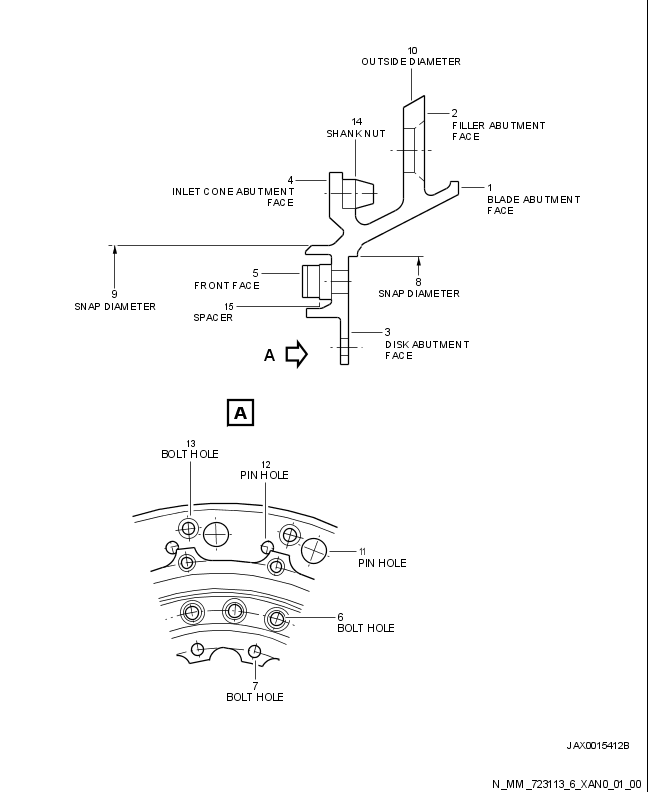 10
OUTSIDE DIAMETER
2
FILLER ABUTMENT
FACE
14
SHANK NUT
4
INLET CONE ABUTMENT
FACE
1
BLADE ABUTMENT
FACE
5
FRONT FACE
8
SNAP DIAMETER
9
SNAP DIAMETER
15
SPACER
3
DISK ABUTMENT
FACE
A
A
13
BOLT HOLE
12
PIN HOLE
11
PIN HOLE
6
BOLT HOLE
7
BOLT HOLE
JAX0015412B
N_MM_723113_6_XAN0_01_00